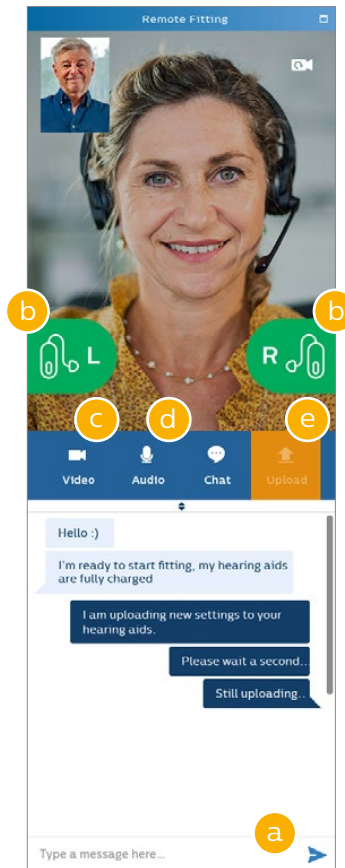 Remote Fitting
b
b
L
R
c
d
e
Video
Audio
Chat
Upload
Hello :)
I'm ready to start fitting, my hearing aids
are fully charged
I am uploading new settings to your
hearing aids.
Please wait a second...
Still uploading...
a
Type a message here...